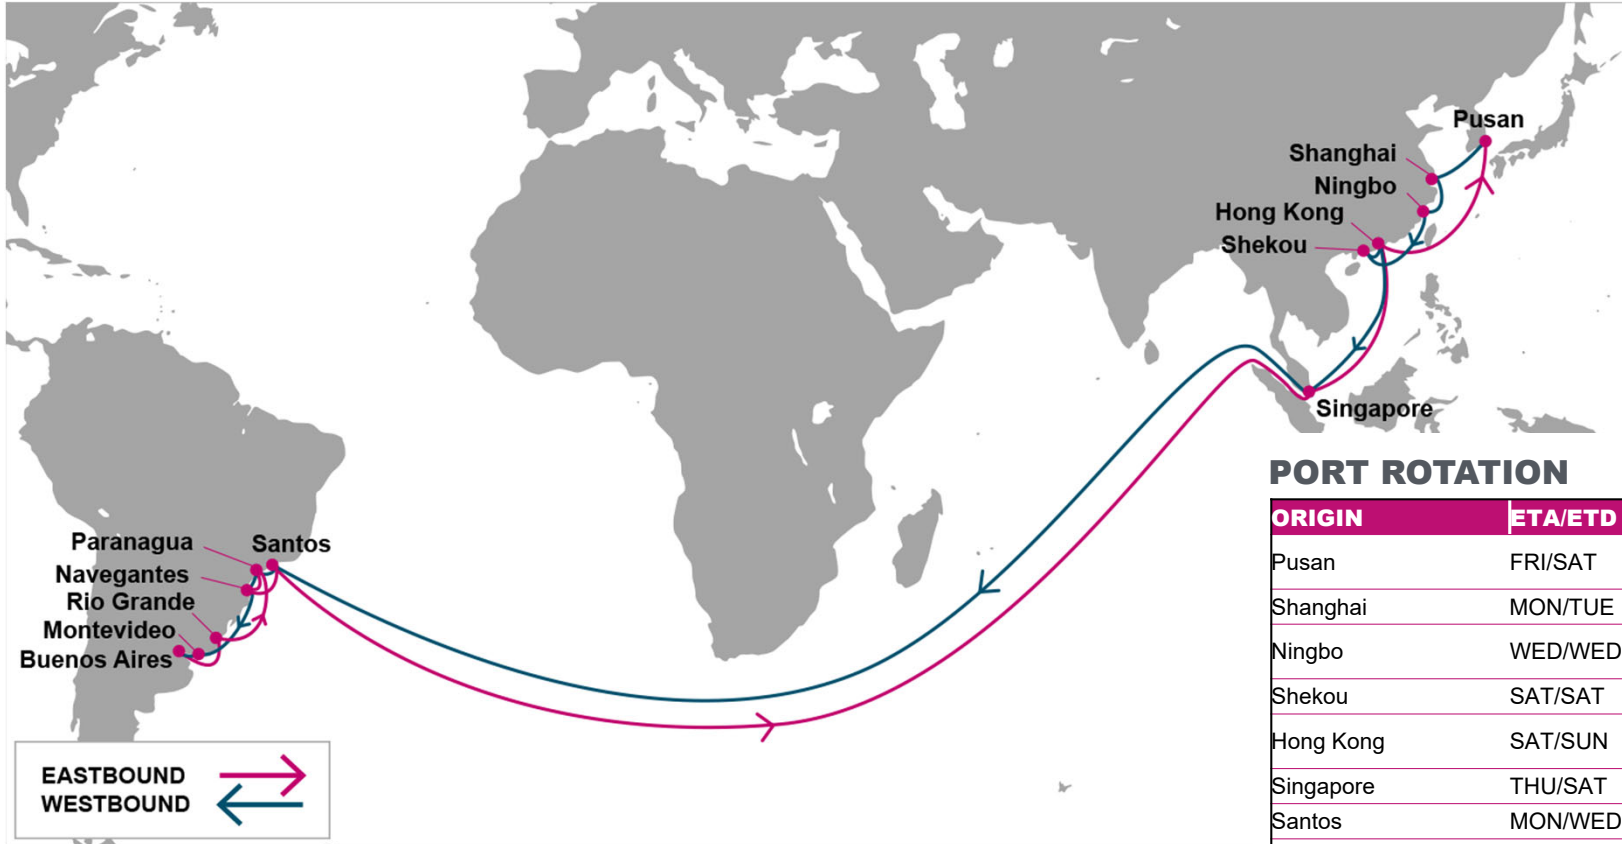 Pusan
Shanghai
Ningbo
Hong Kong
Shekou
Singapore
Paranagua
Santos
Navegantes
Rio Grande
Montevideo
Buenos Aires
EASTBOUND
WESTBOUND
PORT ROTATION
ORIGIN ETA/ETD
Pusan FRI/SAT
Shanghai MON/TUE
Ningbo WED/WED
Shekou SAT/SAT
Hong Kong SAT/SUN
Singapore THU/SAT
Santos MON/WED